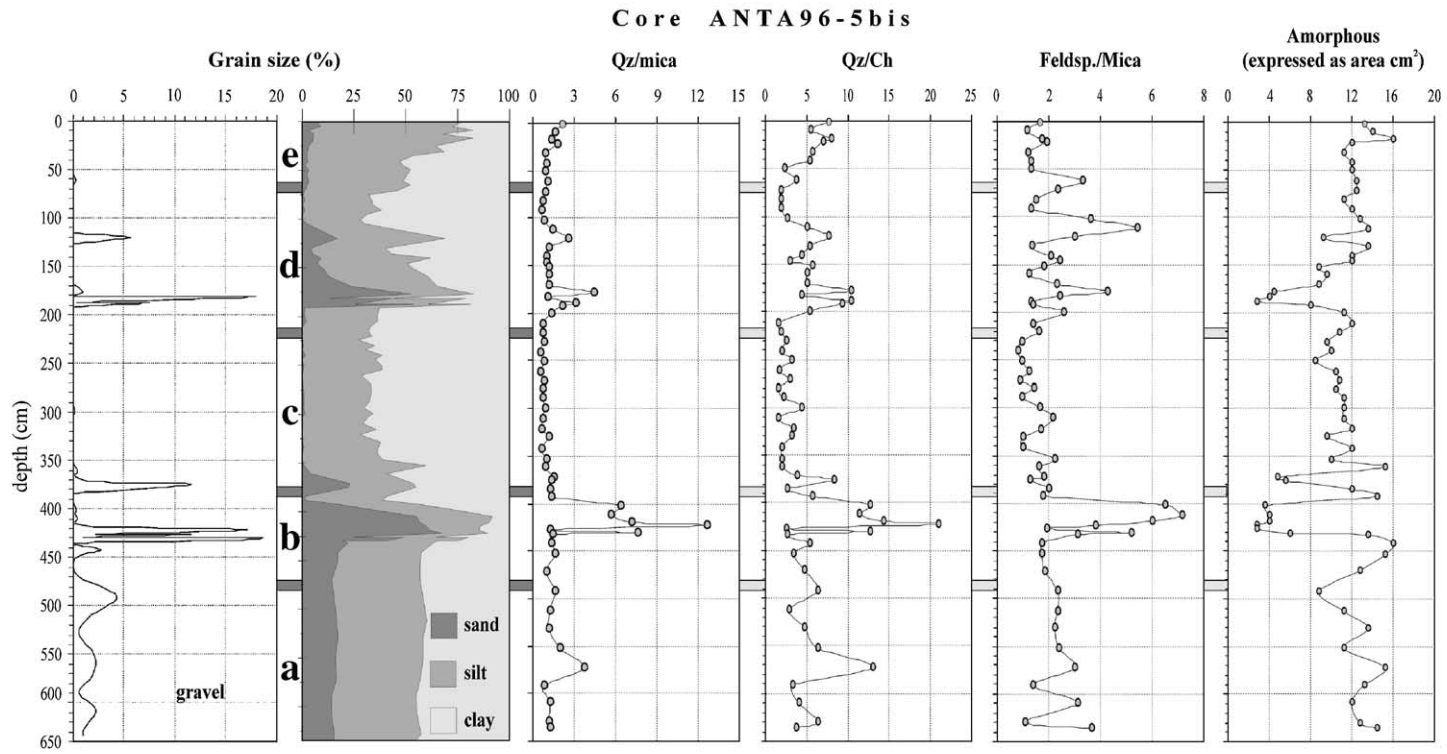 Core ANTA96-5bis
Grain size (%)
Qz/mica
Qz/Ch
Feldsp./Mica
Amorphous
(expressed as area cm²)
0 5 10 15 20
0 25 50 75 100
0 3 6 9 12 15
0 5 10 15 20 25
0 2 4 6 8
0 4 8 12 16 20
depth (cm)
0
50
100
150
200
250
300
350
400
450
500
550
600
650
e
d
c
b
a
gravel
sand
silt
clay